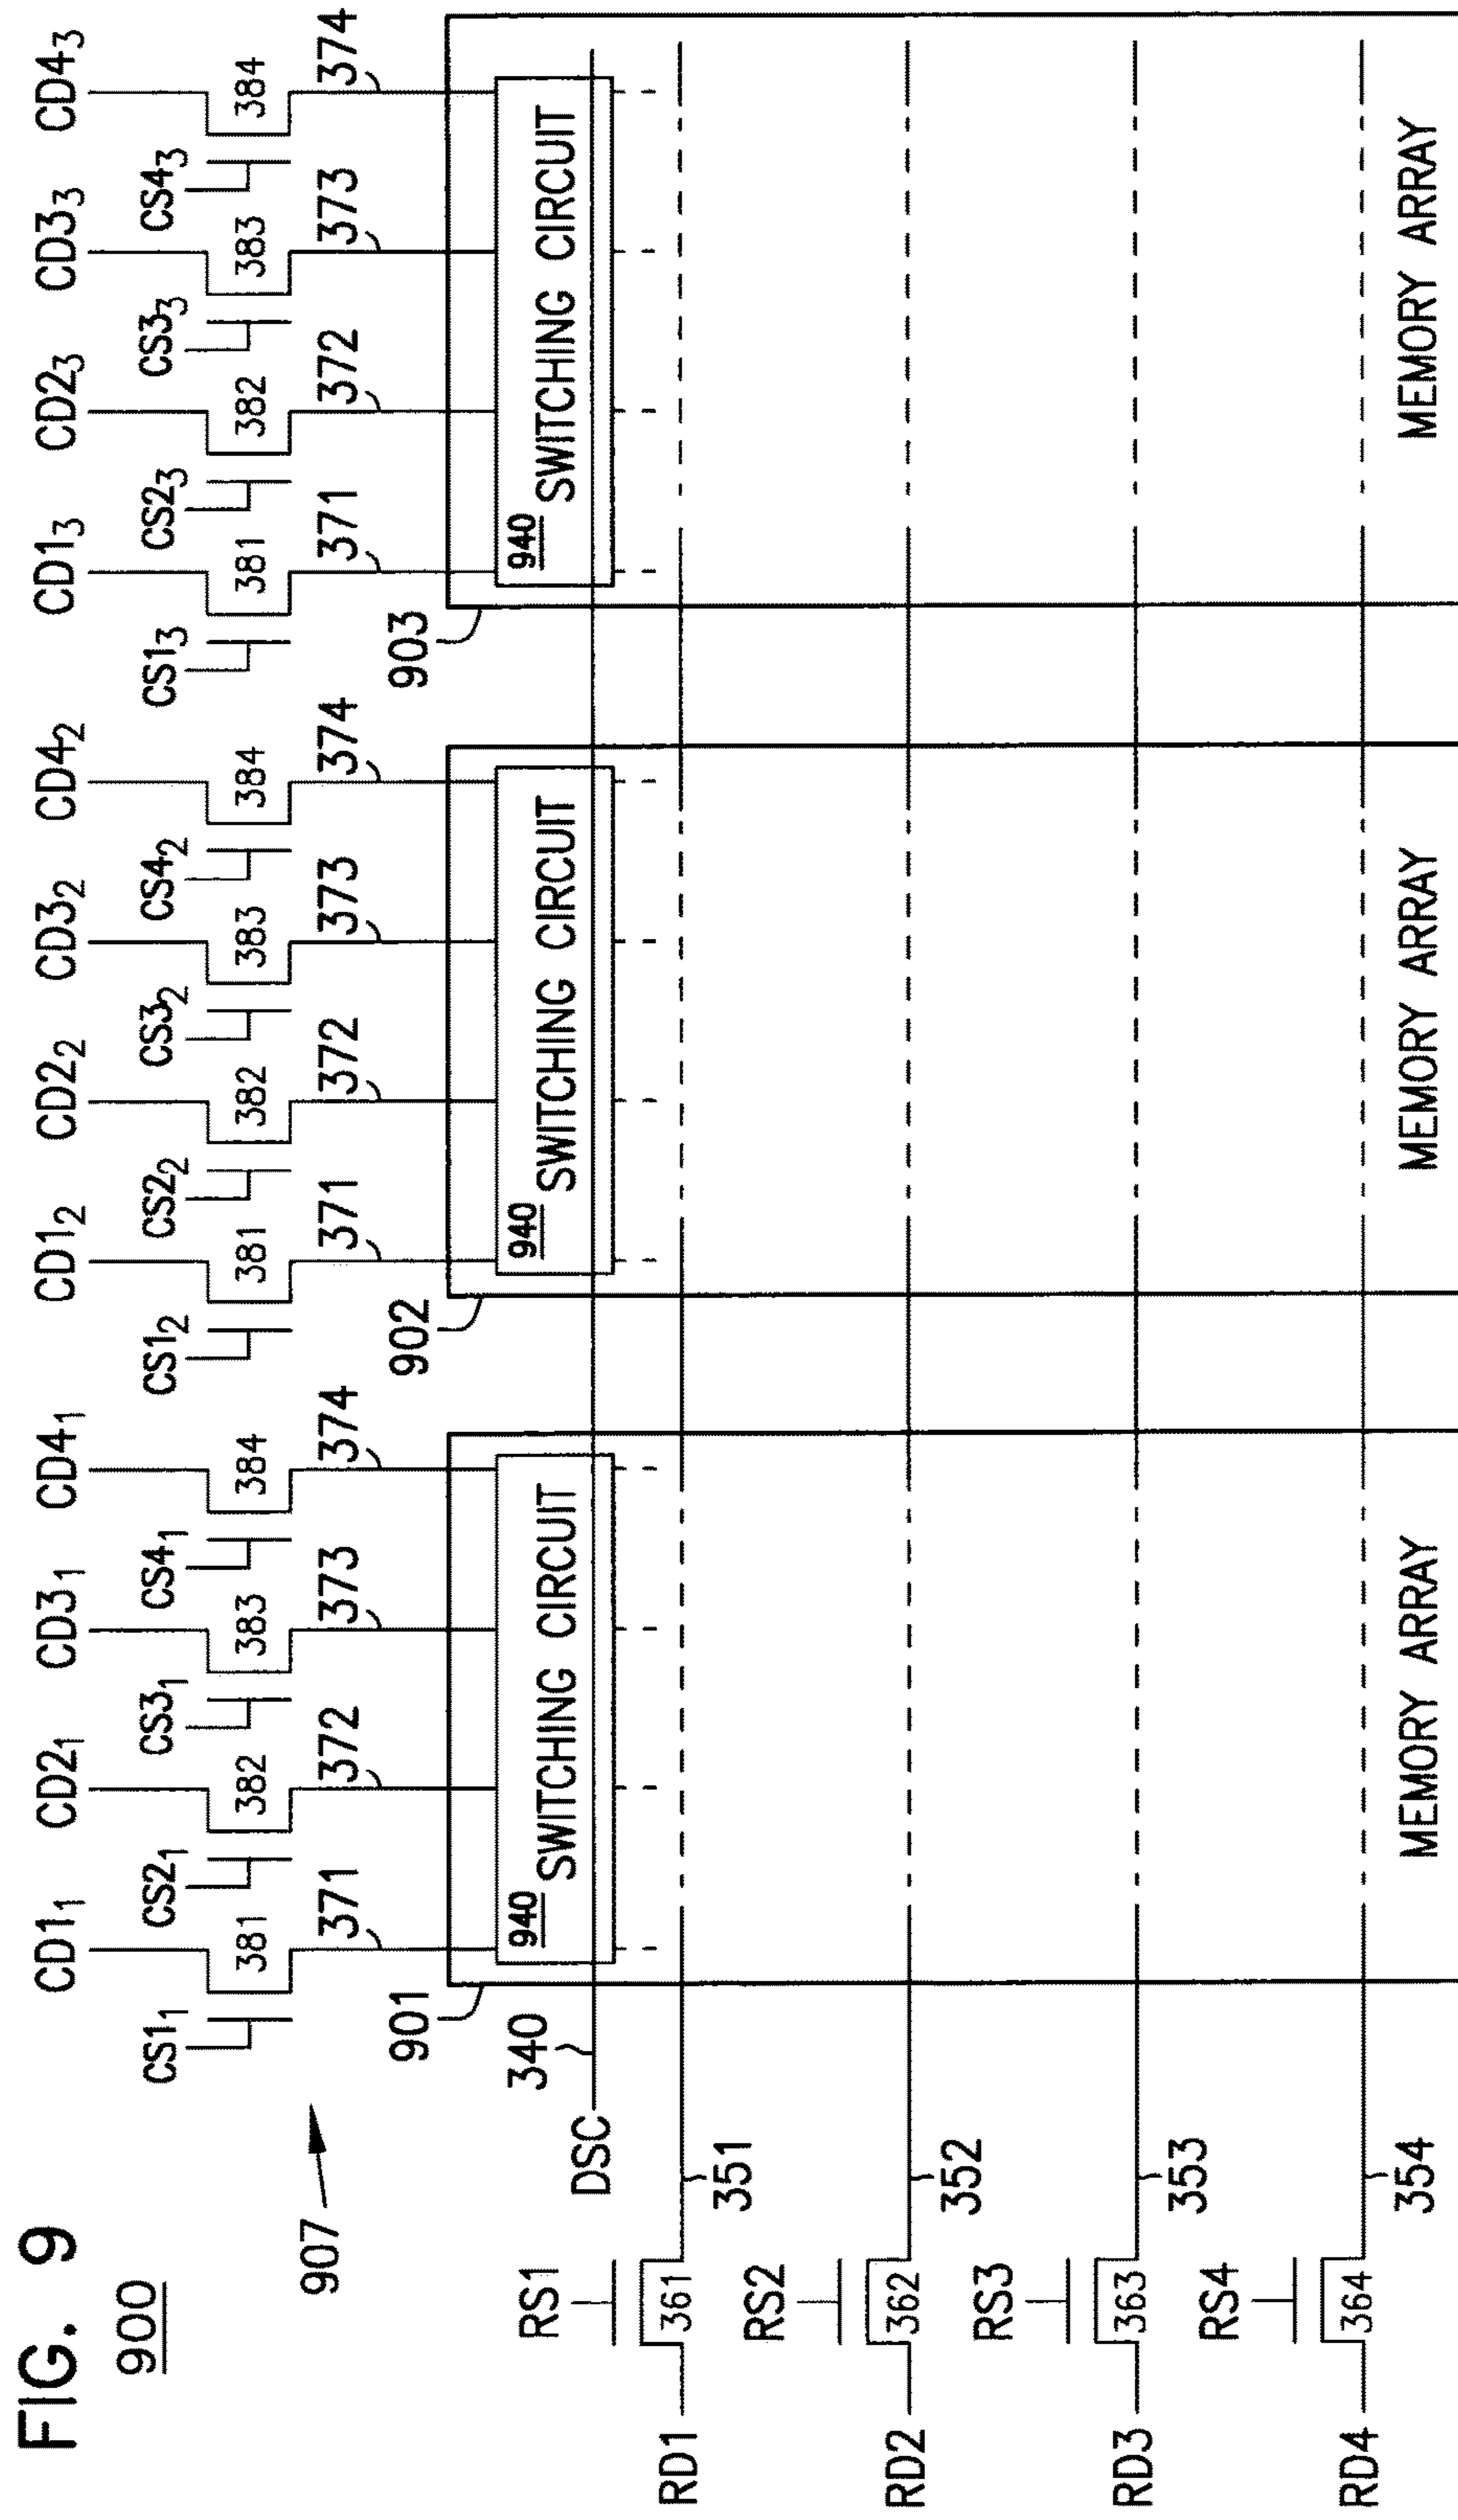 FIG. 9
900
907
CD1₁ CD2₁ CD3₁ CD4₁ CD1₂ CD2₂ CD3₂ CD4₂ CD1₃ CD2₃ CD3₃ CD4₃
CS1₁ CS2₁ CS3₁ CS4₁ CS1₂ CS2₂ CS3₂ CS4₂ CS1₃ CS2₃ CS3₃ CS4₃
381 382 383 384 381 382 383 384 381 382 383 384
371 372 373 374 371 372 373 374 371 372 373 374
901 902 903
340
940 940 940
SWITCHING CIRCUIT SWITCHING CIRCUIT SWITCHING CIRCUIT
DSC
RS1
RD1 361 351
RS2
RD2 362 352
RS3
RD3 363 353
RS4
RD4 364 354
MEMORY ARRAY MEMORY ARRAY MEMORY ARRAY